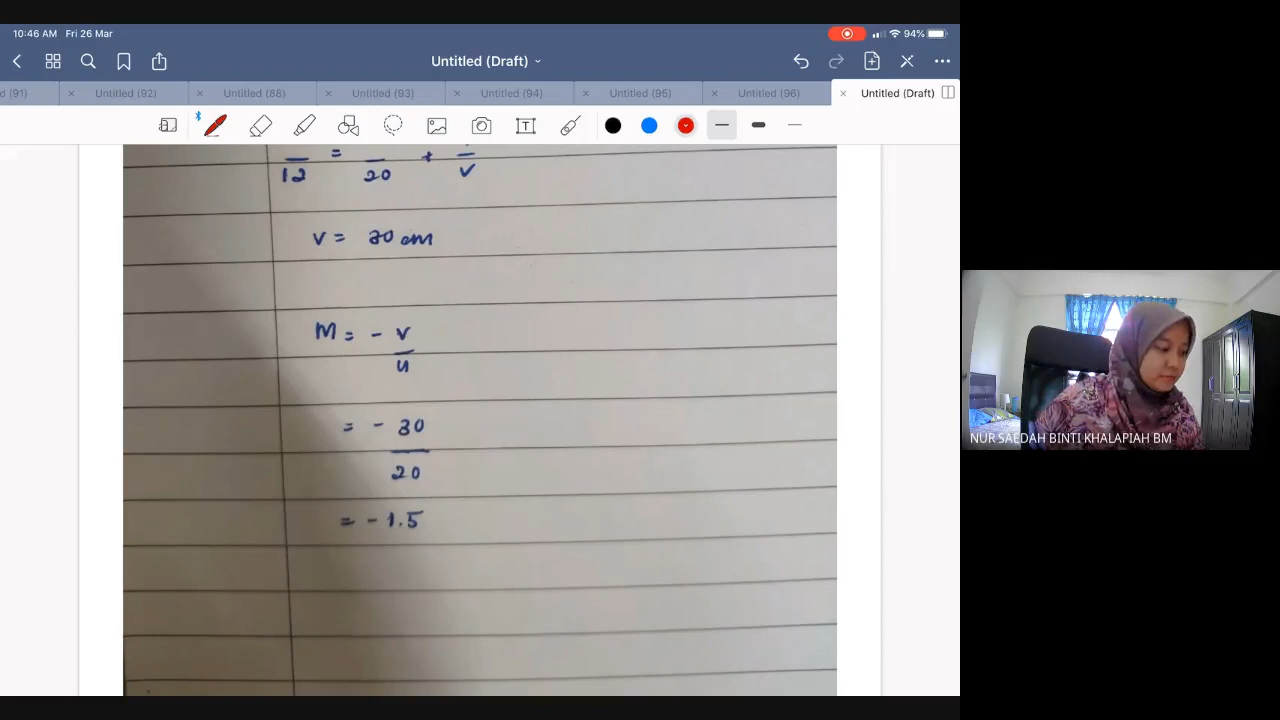 10:46 AM Fri 26 Mar
94%
Untitled (Draft)
d (91)
Untitled (92)
Untitled (88)
Untitled (93)
Untitled (94)
Untitled (95)
Untitled (96)
Untitled (Draft)
T
— = — + —
12 20 v
v = 30 cm
M = - v
u
= - 30
20
= - 1.5
NUR SAEDAH BINTI KHALAPIAH BM